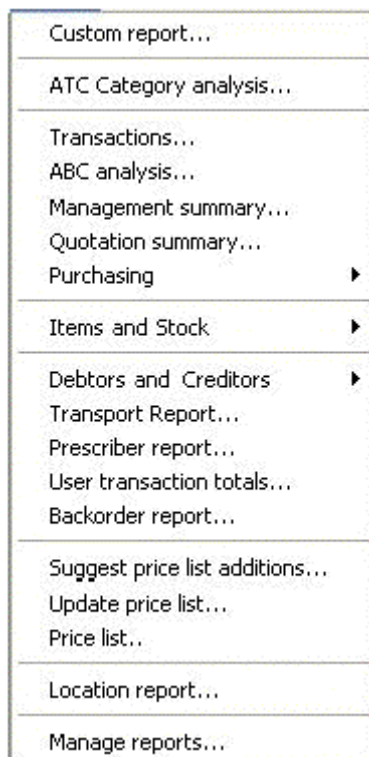 Custom report...
ATC Category analysis...
Transactions...
ABC analysis...
Management summary...
Quotation summary...
Purchasing
Items and Stock
Debtors and Creditors
Transport Report...
Prescriber report...
User transaction totals...
Backorder report...
Suggest price list additions...
Update price list...
Price list..
Location report...
Manage reports...